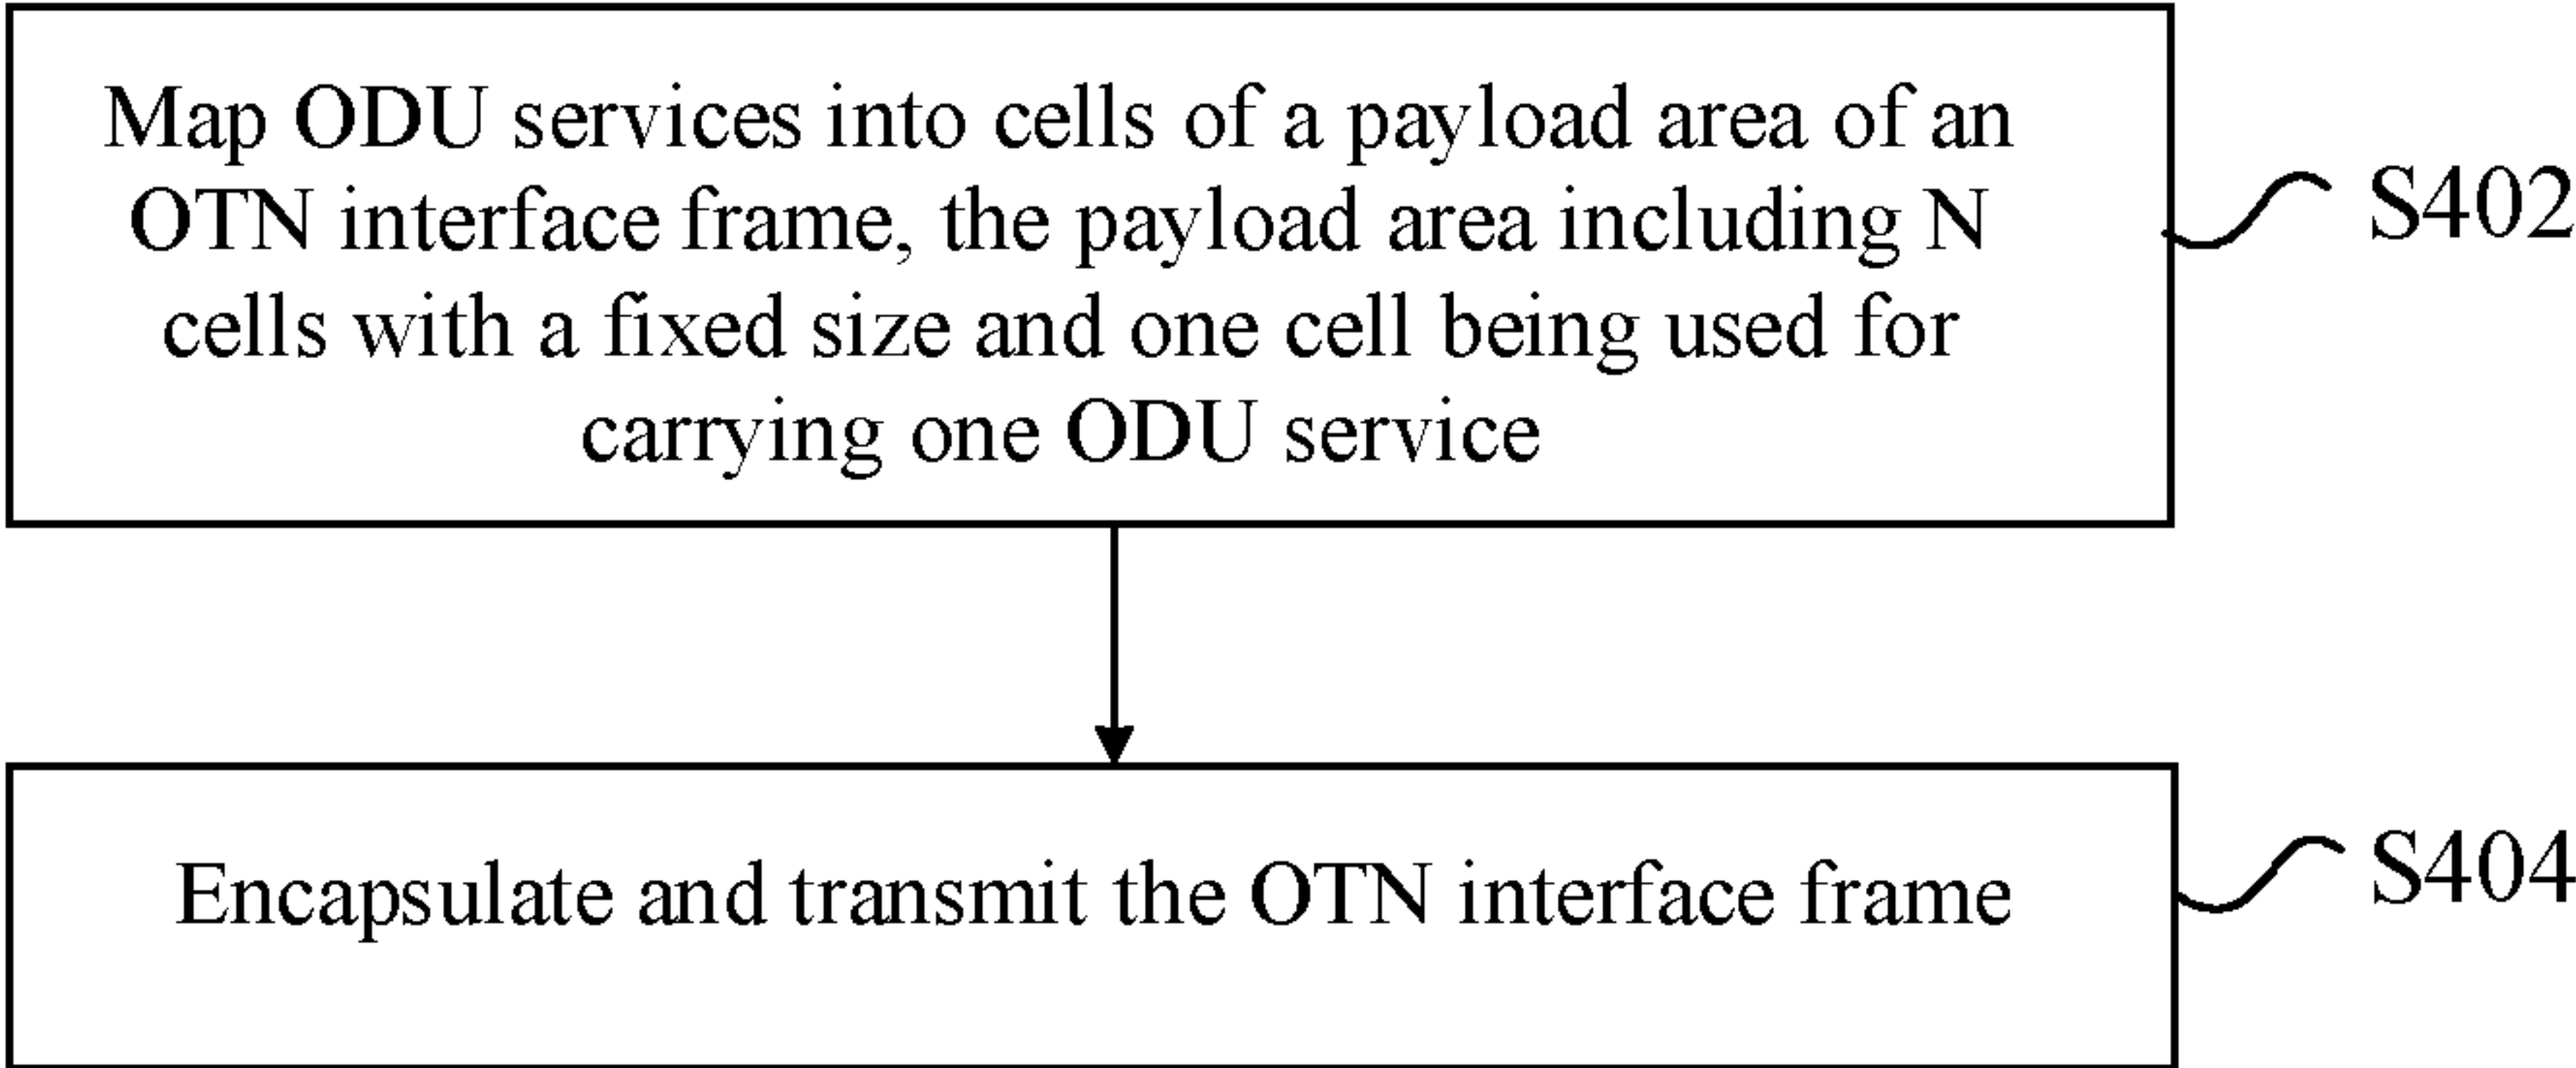 Map ODU services into cells of a payload area of an
OTN interface frame, the payload area including N
cells with a fixed size and one cell being used for
carrying one ODU service
S402
Encapsulate and transmit the OTN interface frame
S404